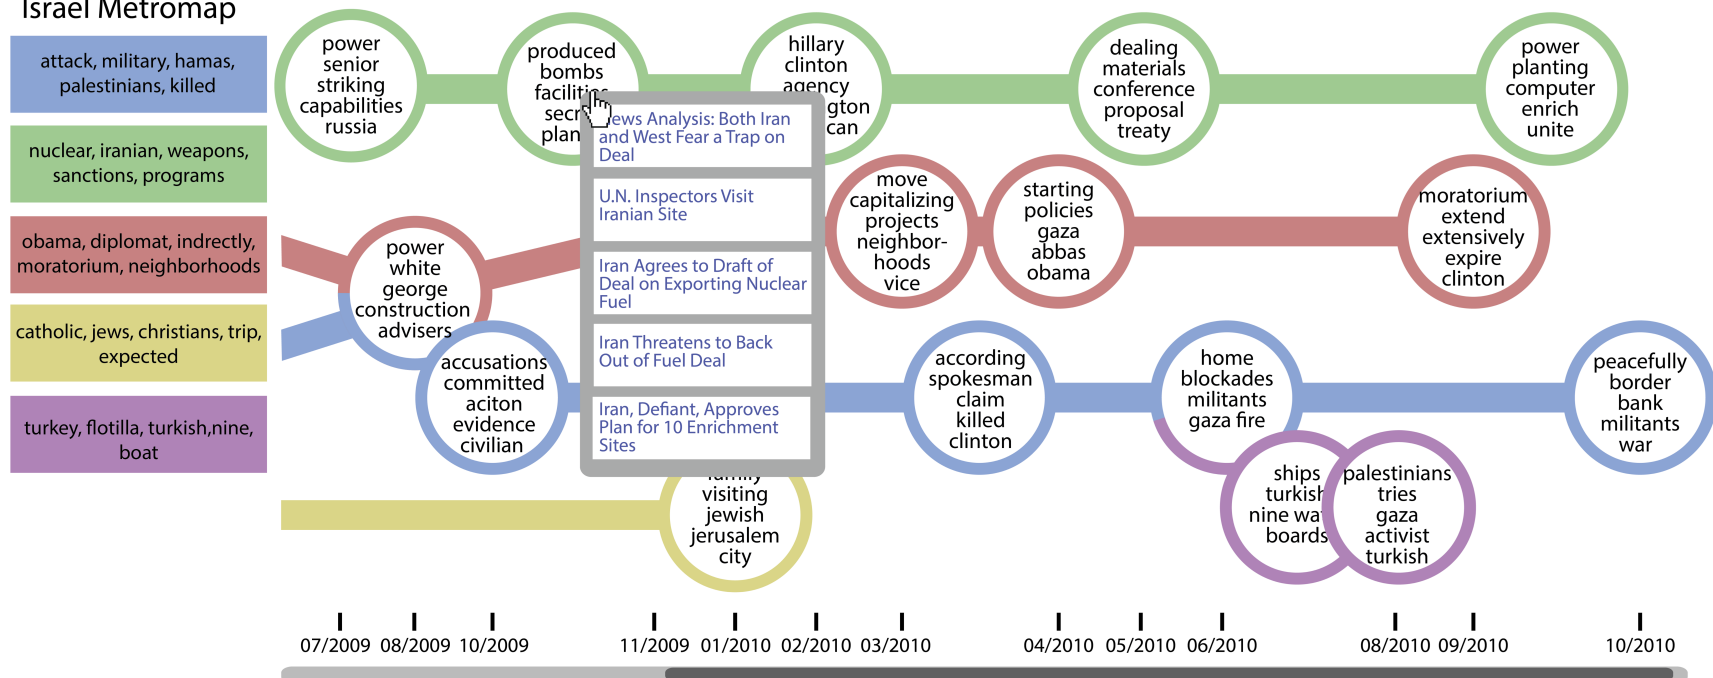 Israel Metromap
attack, military, hamas,
palestinians, killed
nuclear, iranian, weapons,
sanctions, programs
obama, diplomat, indrectly,
moratorium, neighborhoods
catholic, jews, christians, trip,
expected
turkey, flotilla, turkish,nine,
boat
power
senior
striking
capabilities
russia
produced
bombs
facilities
hillary
clinton
agency
dealing
materials
conference
proposal
treaty
power
planting
computer
enrich
unite
News Analysis: Both Iran
and West Fear a Trap on
Deal
U.N. Inspectors Visit
Iranian Site
Iran Agrees to Draft of
Deal on Exporting Nuclear
Fuel
Iran Threatens to Back
Out of Fuel Deal
Iran, Defiant, Approves
Plan for 10 Enrichment
Sites
power
white
george
construction
advisers
move
capitalizing
projects
neighbor-
hoods
vice
starting
policies
gaza
abbas
obama
moratorium
extend
extensively
expire
clinton
accusations
committed
aciton
evidence
civilian
according
spokesman
claim
killed
clinton
home
blockades
militants
gaza fire
peacefully
border
bank
militants
war
family
visiting
jewish
jerusalem
city
ships
turkish
nine
boards
palestinians
tries
gaza
activist
turkish
07/2009 08/2009 10/2009 11/2009 01/2010 02/2010 03/2010 04/2010 05/2010 06/2010 08/2010 09/2010 10/2010